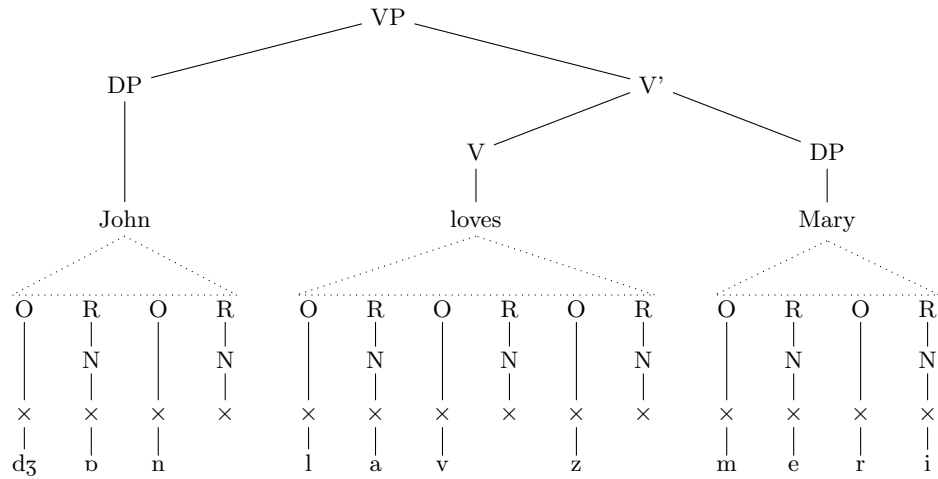 VP
DP V'
V DP
John loves Mary
O R O R O R O R O R O R O R
N N N N N N N
× × × × × × × × × × × × × ×
dʒ ɒ n l a v z m e r i